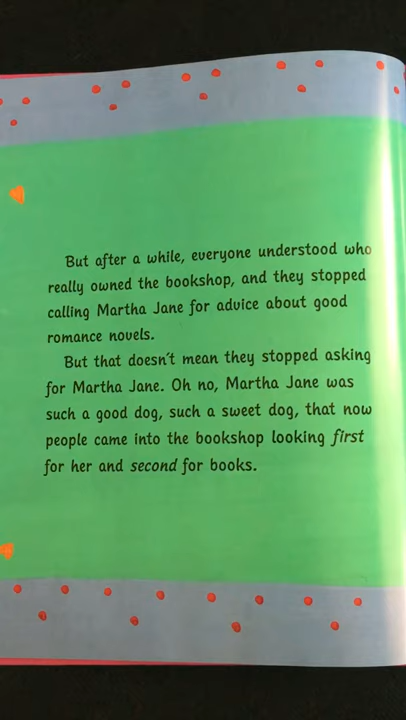 But after a while, everyone understood who
really owned the bookshop, and they stopped
calling Martha Jane for advice about good
romance novels.
But that doesn't mean they stopped asking
for Martha Jane. Oh no, Martha Jane was
such a good dog, such a sweet dog, that now
people came into the bookshop looking first
for her and second for books.